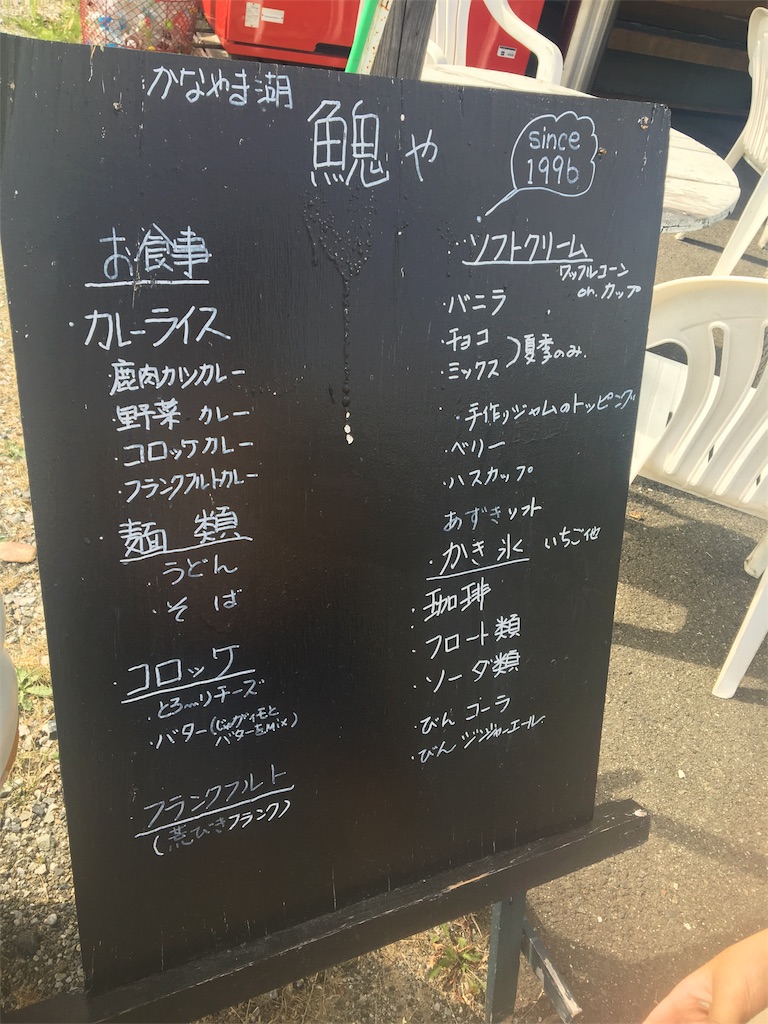 かなやま湖
鮸や
since
1996
お食事
・カレーライス
・鹿肉カツカレー
・野菜 カレー
・コロッケカレー
・フランクフルトカレー
麺類
・うどん
・そば
コロッケ
・とろ〜りチーズ
・バター(じゃがイモと
バターをMix)
フランクフルト
(荒びきフランク)
・ソフトクリーム
ワッフルコーン
or カップ
・バニラ
・チョコ
・ミックス
)夏季のみ
・手作りジャムのトッピング
・ベリー
・ハスカップ
あずきソフト
・かき氷 いちご他
・珈琲
・フロート類
・ソーダ類
・びん コーラ
・びん ジンジャーエール